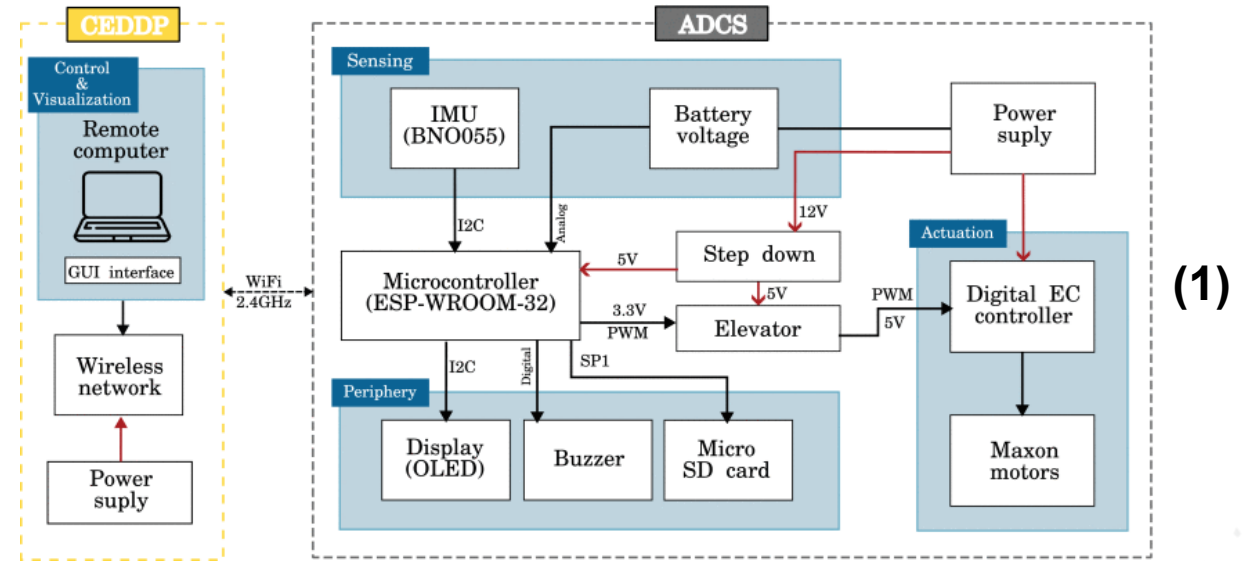 CEDDP
Control
&
Visualization
Remote
computer
GUI interface
Wireless
network
Power
suply
WiFi
2.4GHz
ADCS
Sensing
IMU
(BNO055)
Battery
voltage
Power
suply
I2C
Analog
12V
Step down
5V
5V
Microcontroller
(ESP-WROOM-32)
3.3V
PWM
Elevator
PWM
5V
Actuation
Digital EC
controller
Maxon
motors
I2C
Digital
SP1
Periphery
Display
(OLED)
Buzzer
Micro
SD card
(1)